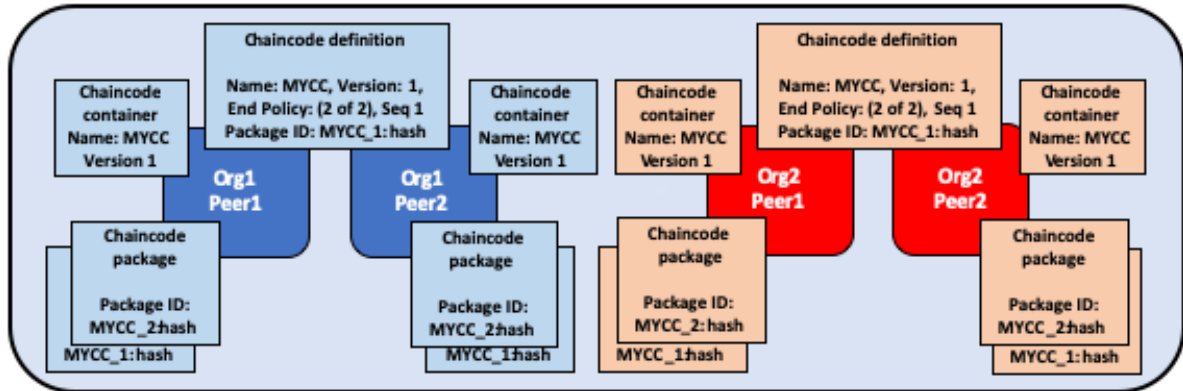 Chaincode definition
Name: MYCC, Version: 1,
End Policy: (2 of 2), Seq 1
Package ID: MYCC_1:hash
Chaincode
container
Name: MYCC
Version 1
Chaincode
container
Name: MYCC
Version 1
Org1
Peer1
Org1
Peer2
Chaincode
package
Package ID:
MYCC_2:hash
MYCC_1:hash
Chaincode
package
Package ID:
MYCC_2:hash
MYCC_1:hash
Chaincode definition
Name: MYCC, Version: 1,
End Policy: (2 of 2), Seq 1
Package ID: MYCC_1:hash
Chaincode
container
Name: MYCC
Version 1
Chaincode
container
Name: MYCC
Version 1
Org2
Peer1
Org2
Peer2
Chaincode
package
Package ID:
MYCC_2:hash
MYCC_1:hash
Chaincode
package
Package ID:
MYCC_2:hash
MYCC_1:hash